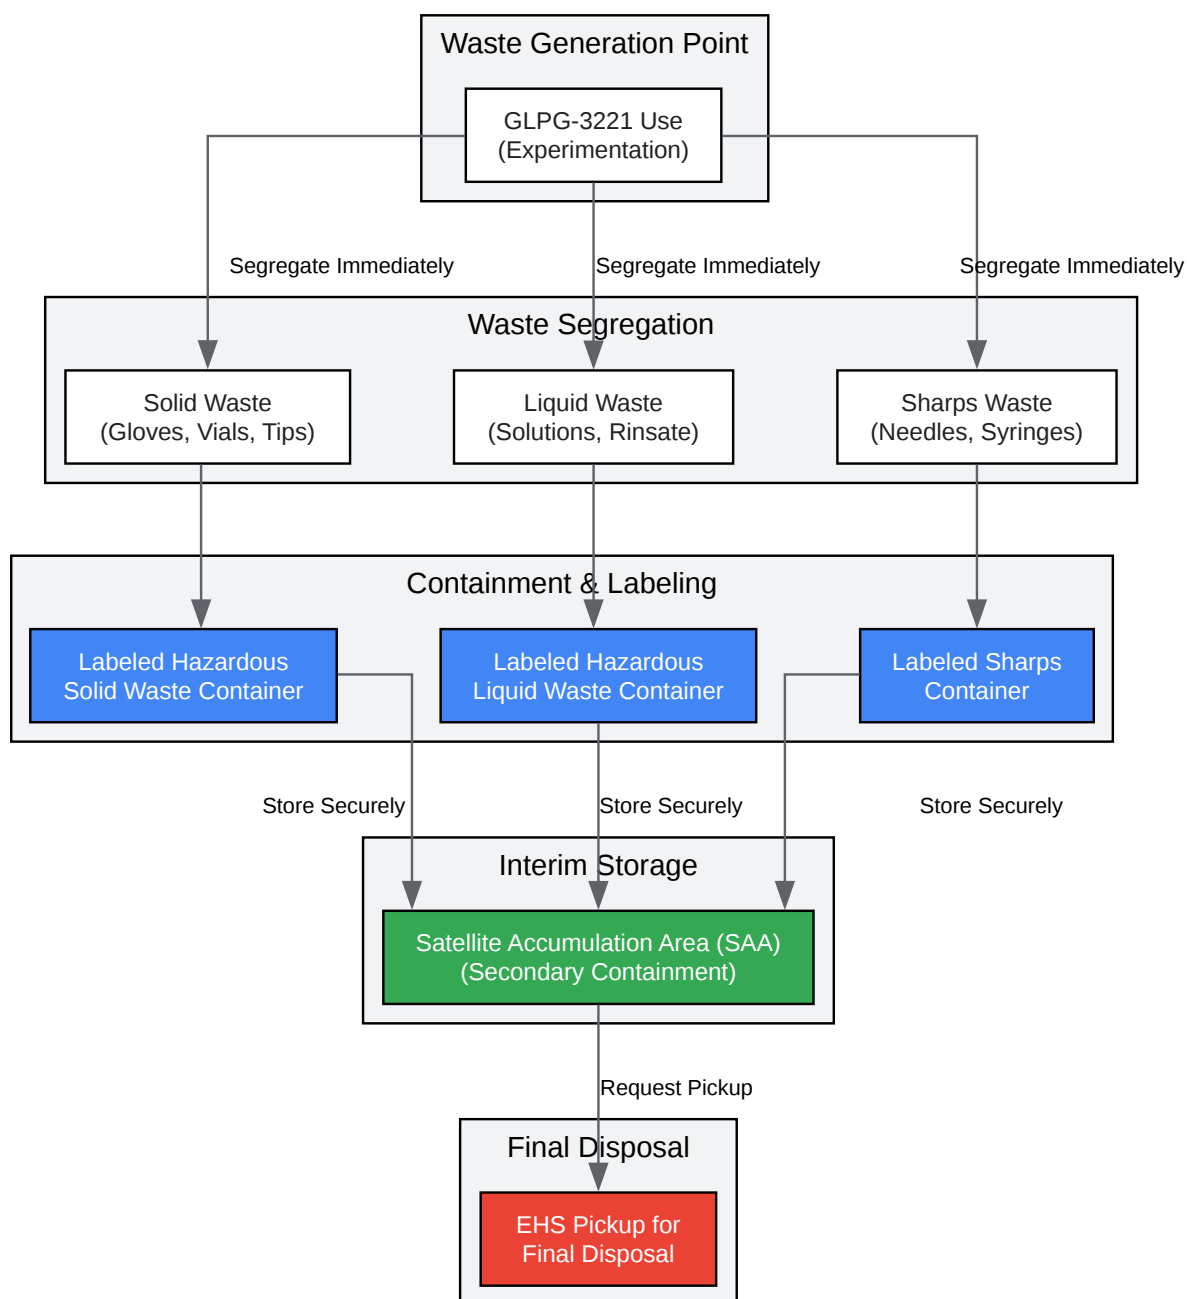 Waste Generation Point
GLPG-3221 Use
(Experimentation)
Segregate Immediately
Segregate Immediately
Segregate Immediately
Waste Segregation
Solid Waste
(Gloves, Vials, Tips)
Liquid Waste
(Solutions, Rinsate)
Sharps Waste
(Needles, Syringes)
Containment & Labeling
Labeled Hazardous
Solid Waste Container
Labeled Hazardous
Liquid Waste Container
Labeled Sharps
Container
Store Securely
Store Securely
Store Securely
Interim Storage
Satellite Accumulation Area (SAA)
(Secondary Containment)
Request Pickup
Final Disposal
EHS Pickup for
Final Disposal